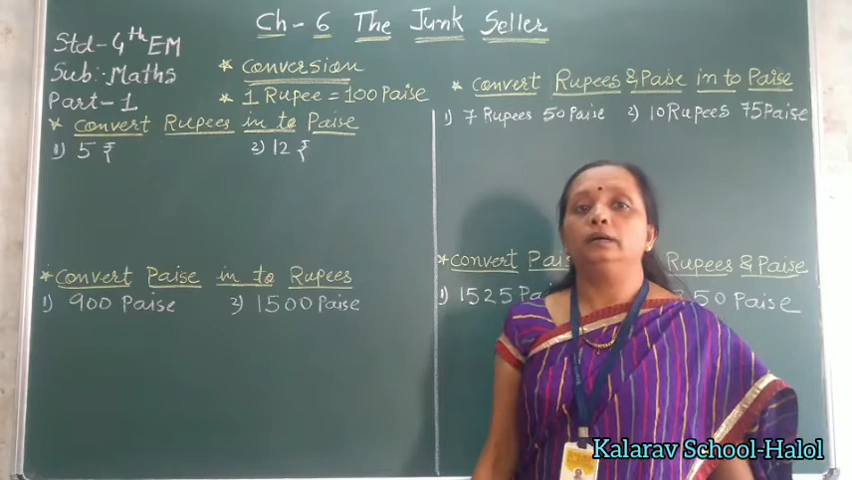 Ch - 6 The Junk Seller
Std - 4th EM
Sub:- Maths
Part - 1
* Conversion
* 1 Rupee = 100 Paise
* Convert Rupees in to Paise
1) 5 ₹ 2) 12 ₹
* Convert Paise in to Rupees
1) 900 Paise 2) 1500 Paise
* Convert Rupees & Paise in to Paise
1) 7 Rupees 50 Paise 2) 10 Rupees 75 Paise
* Convert Rupees & Paise
1) 1525 50 Paise
Kalarav School-Halol